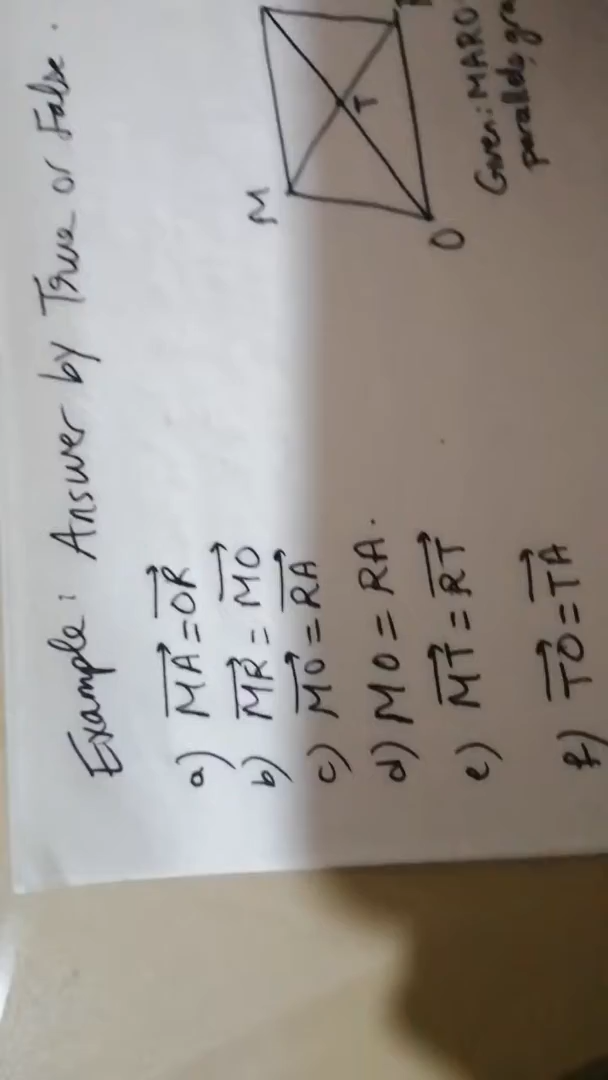 Example: Answer by True or False.
a) MA→ = OR→
b) MR→ = MO→
c) MO→ = RA→
d) MO = RA.
e) MT→ = RT→
f) TO→ = TA→
M
T
O
Given: MARO